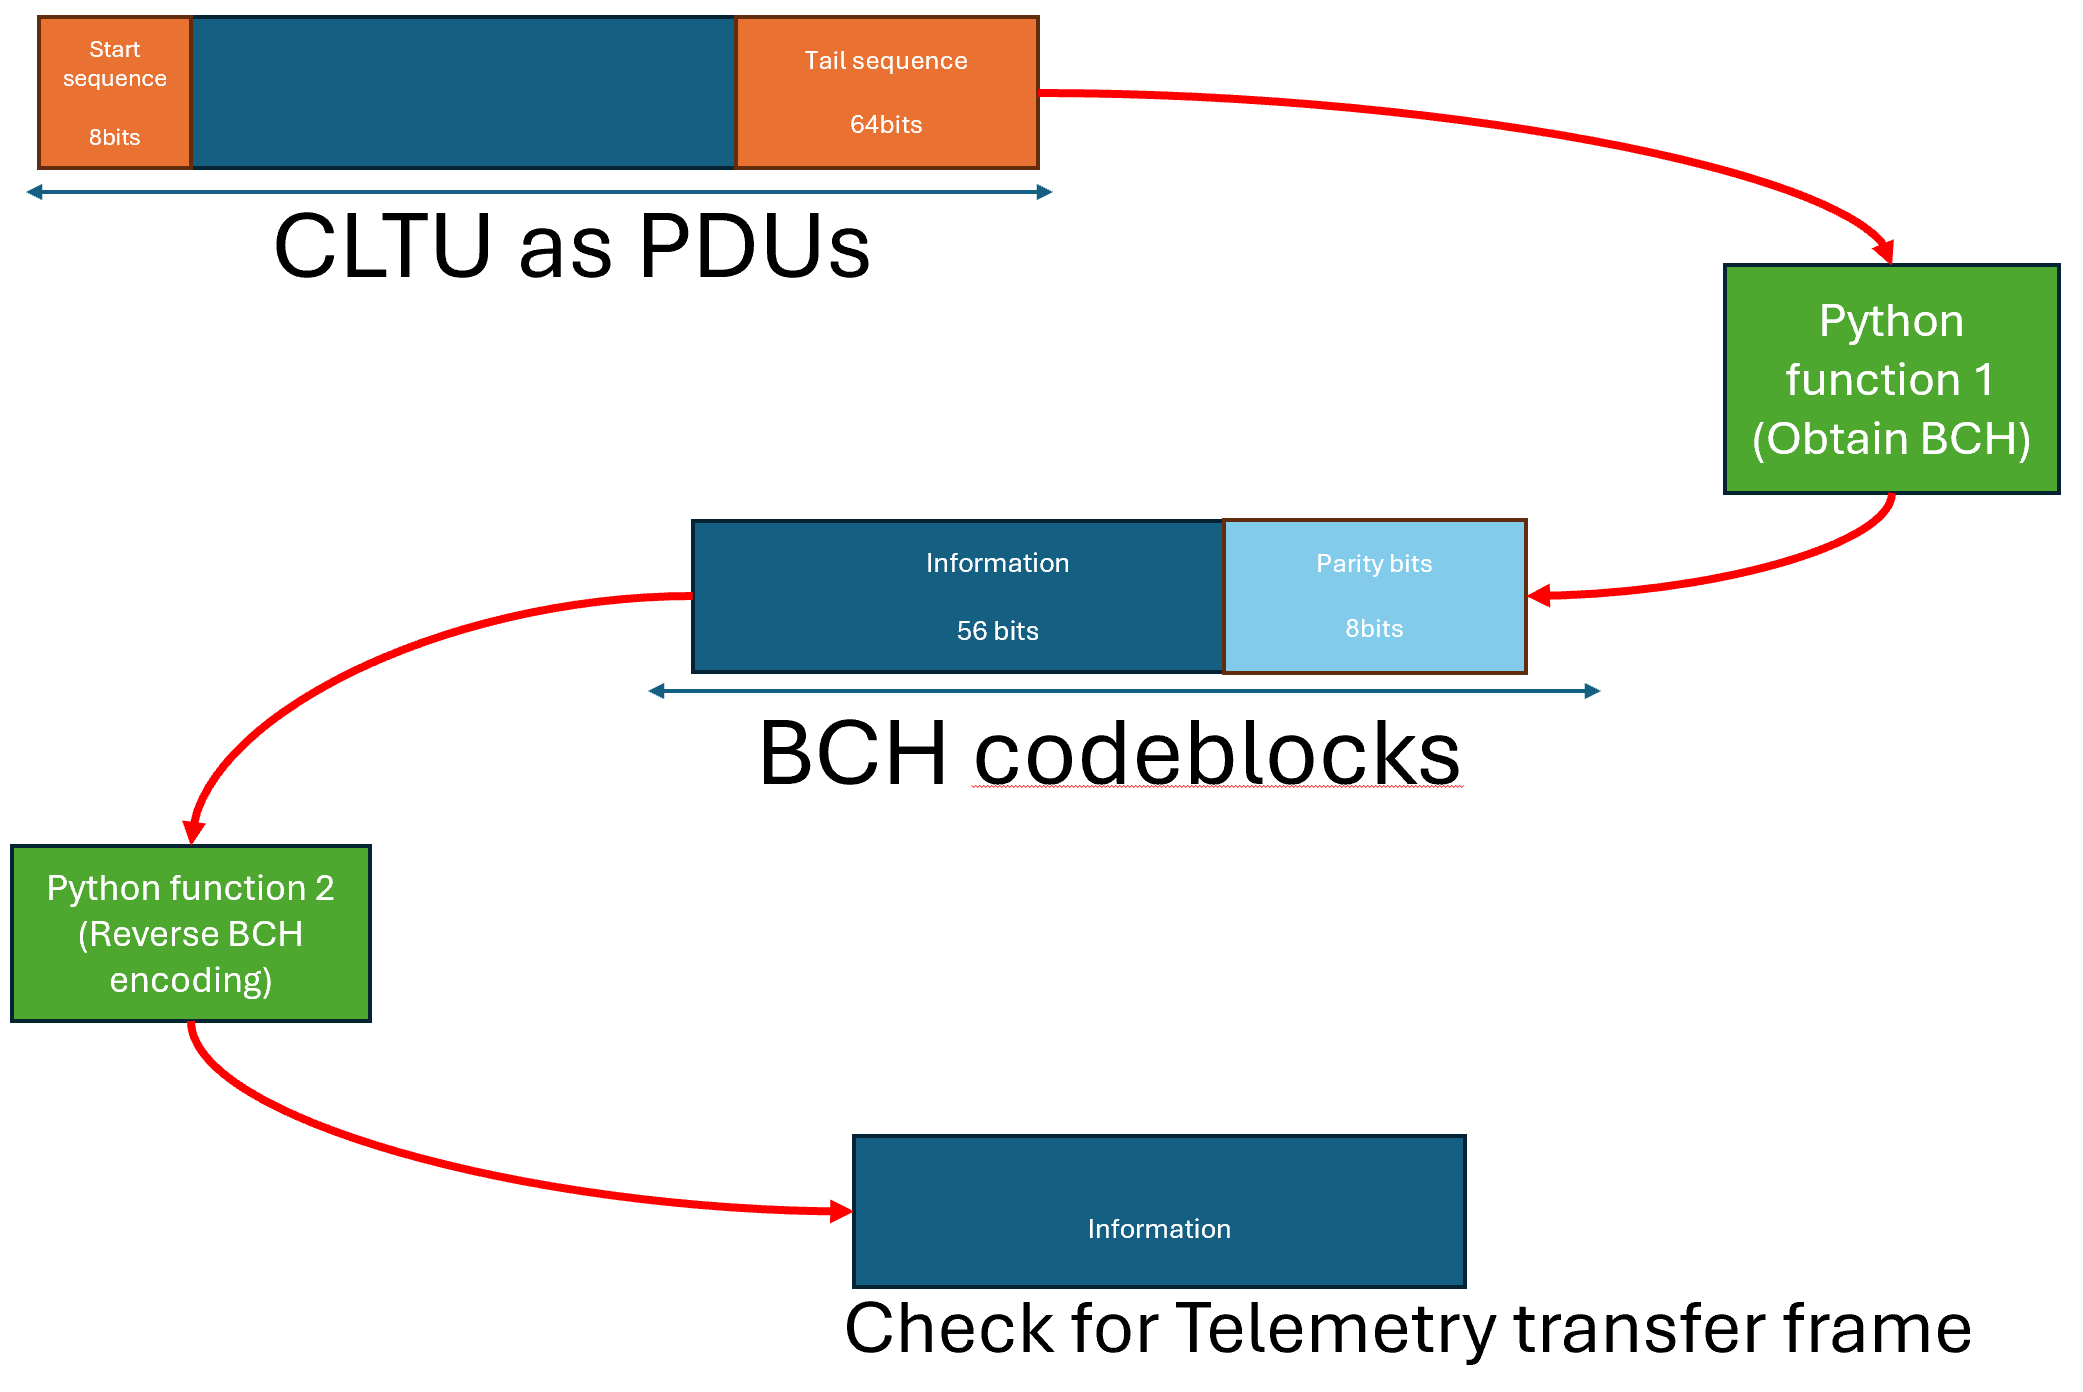 Start
sequence
8bits
Tail sequence
64bits
CLTU as PDUs
Python
function 1
(Obtain BCH)
Information
56 bits
Parity bits
8bits
BCH codeblocks
Python function 2
(Reverse BCH
encoding)
Information
Check for Telemetry transfer frame